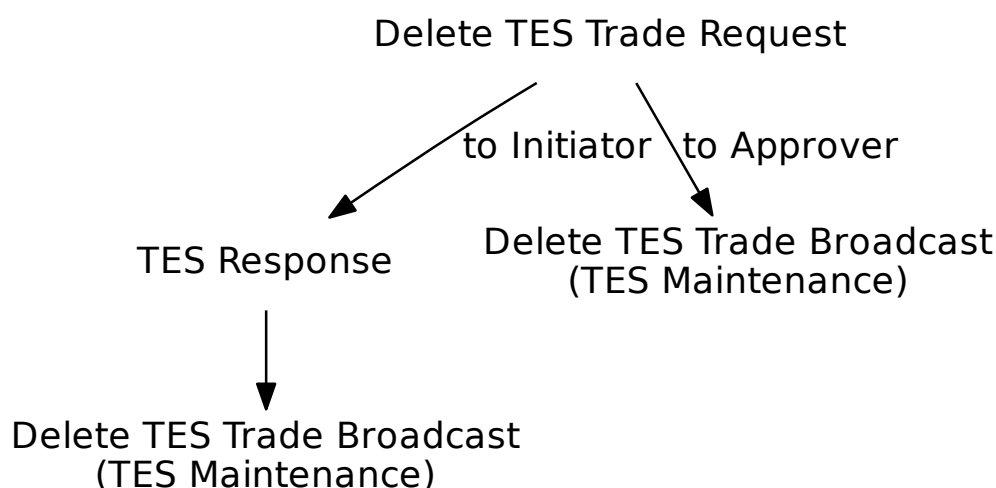 Delete TES Trade Request
to Initiator
to Approver
TES Response
Delete TES Trade Broadcast
(TES Maintenance)
Delete TES Trade Broadcast
(TES Maintenance)